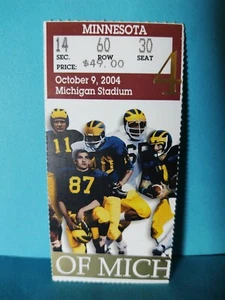 MINNESOTA
14 60 30
SEC. ROW SEAT
PRICE: $49.00
October 9, 2004
Michigan Stadium
4
11
87
OF MICH